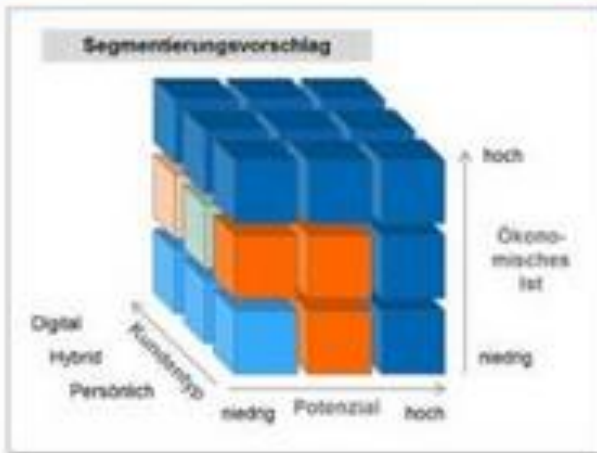 Segmentierungsvorschlag
hoch
Ökono-
misches
Ist
niedrig
Digital
Hybrid
Persönlich
Kundentyp
niedrig
Potenzial
hoch